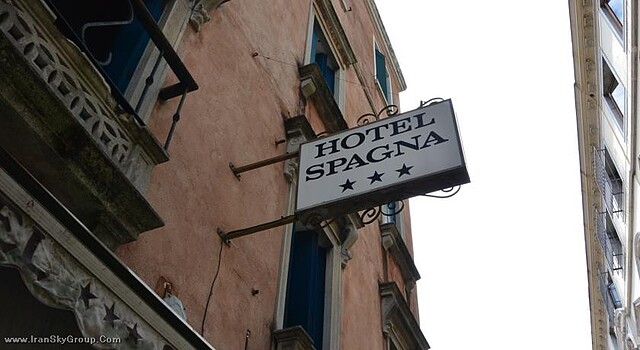 HOTEL
SPAGNA
★ ★ ★
www.IranSkyGroup.Com